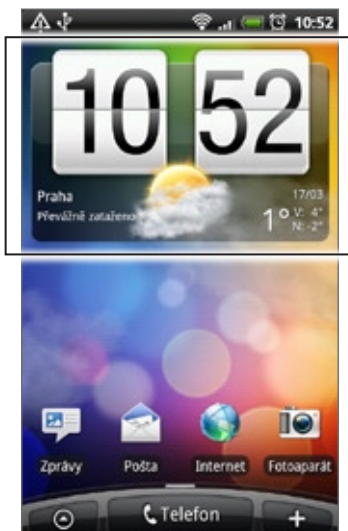 10:52
10 52
Praha 17/03
Převážně zataženo 1° V: 4°
N: -2°
Zprávy Pošta Internet Fotoaparát
Telefon